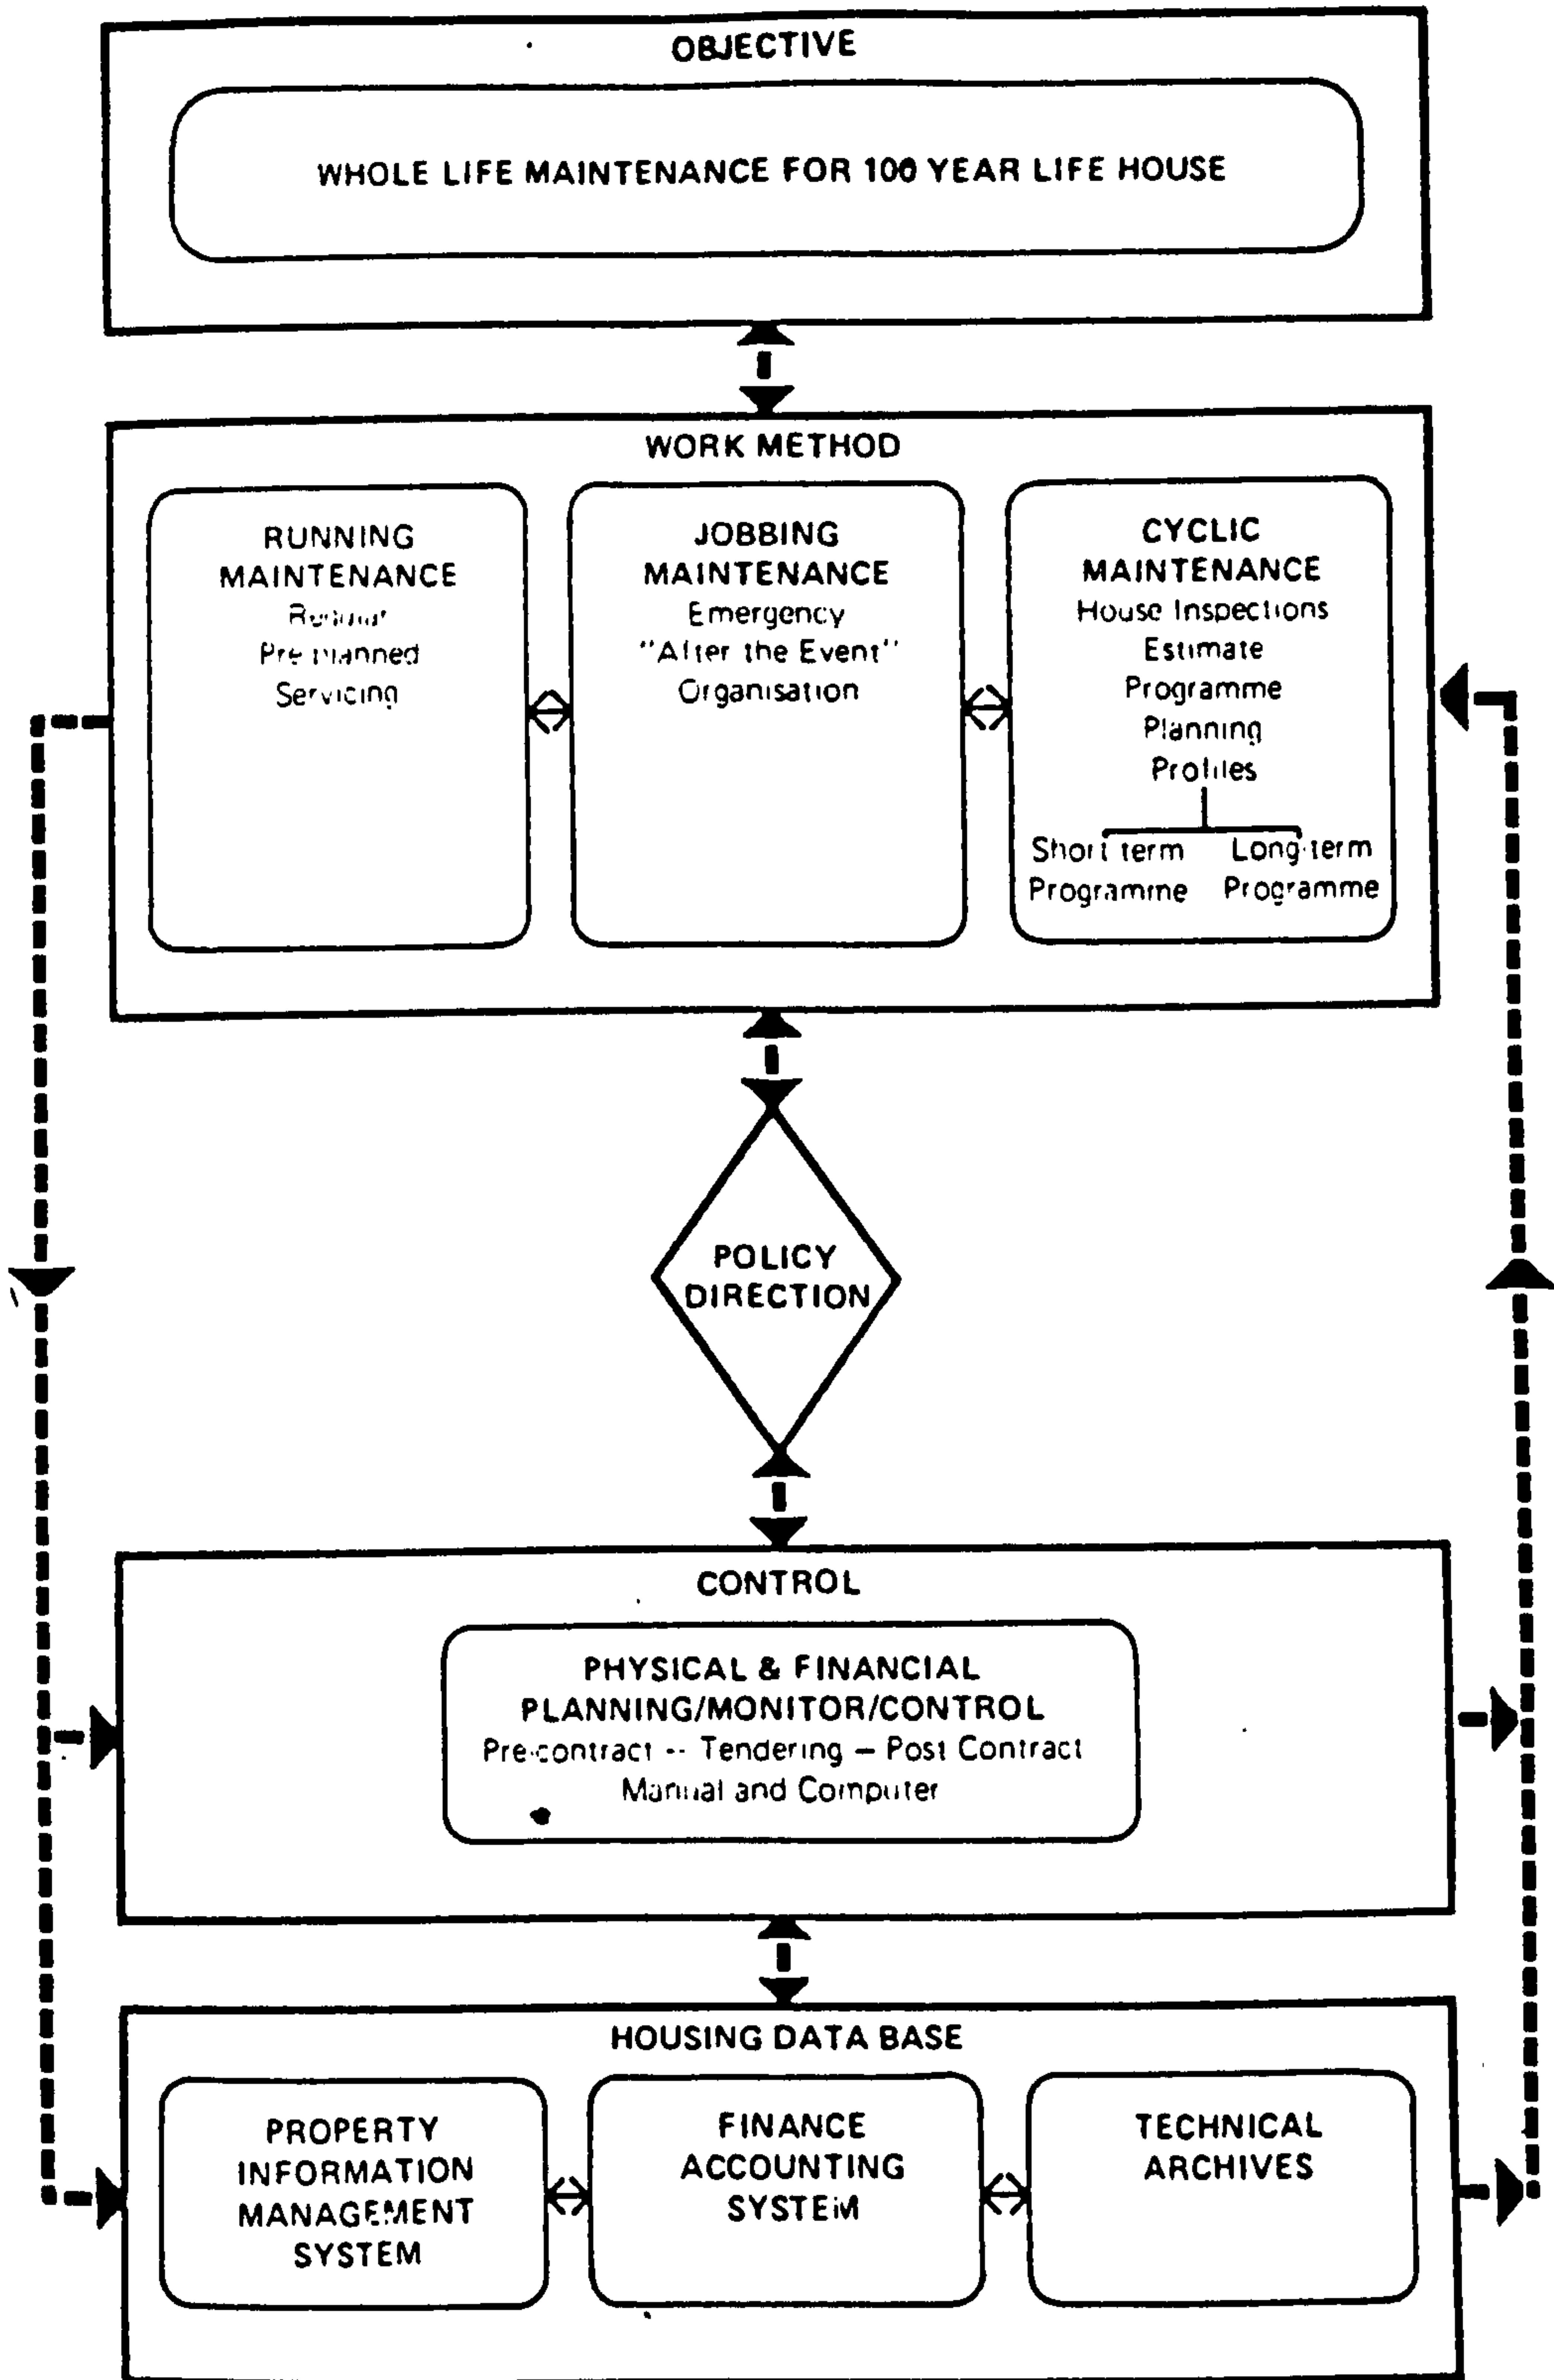 OBJECTIVE
WHOLE LIFE MAINTENANCE FOR 100 YEAR LIFE HOUSE
WORK METHOD
RUNNING
MAINTENANCE
Regular
Pre planned
Servicing
JOBBING
MAINTENANCE
Emergency
"After the Event"
Organisation
CYCLIC
MAINTENANCE
House Inspections
Estimate
Programme
Planning
Profiles
Short term
Programme
Long-term
Programme
POLICY
DIRECTION
CONTROL
PHYSICAL & FINANCIAL
PLANNING/MONITOR/CONTROL
Pre-contract -- Tendering – Post Contract
Manual and Computer
HOUSING DATA BASE
PROPERTY
INFORMATION
MANAGEMENT
SYSTEM
FINANCE
ACCOUNTING
SYSTEM
TECHNICAL
ARCHIVES